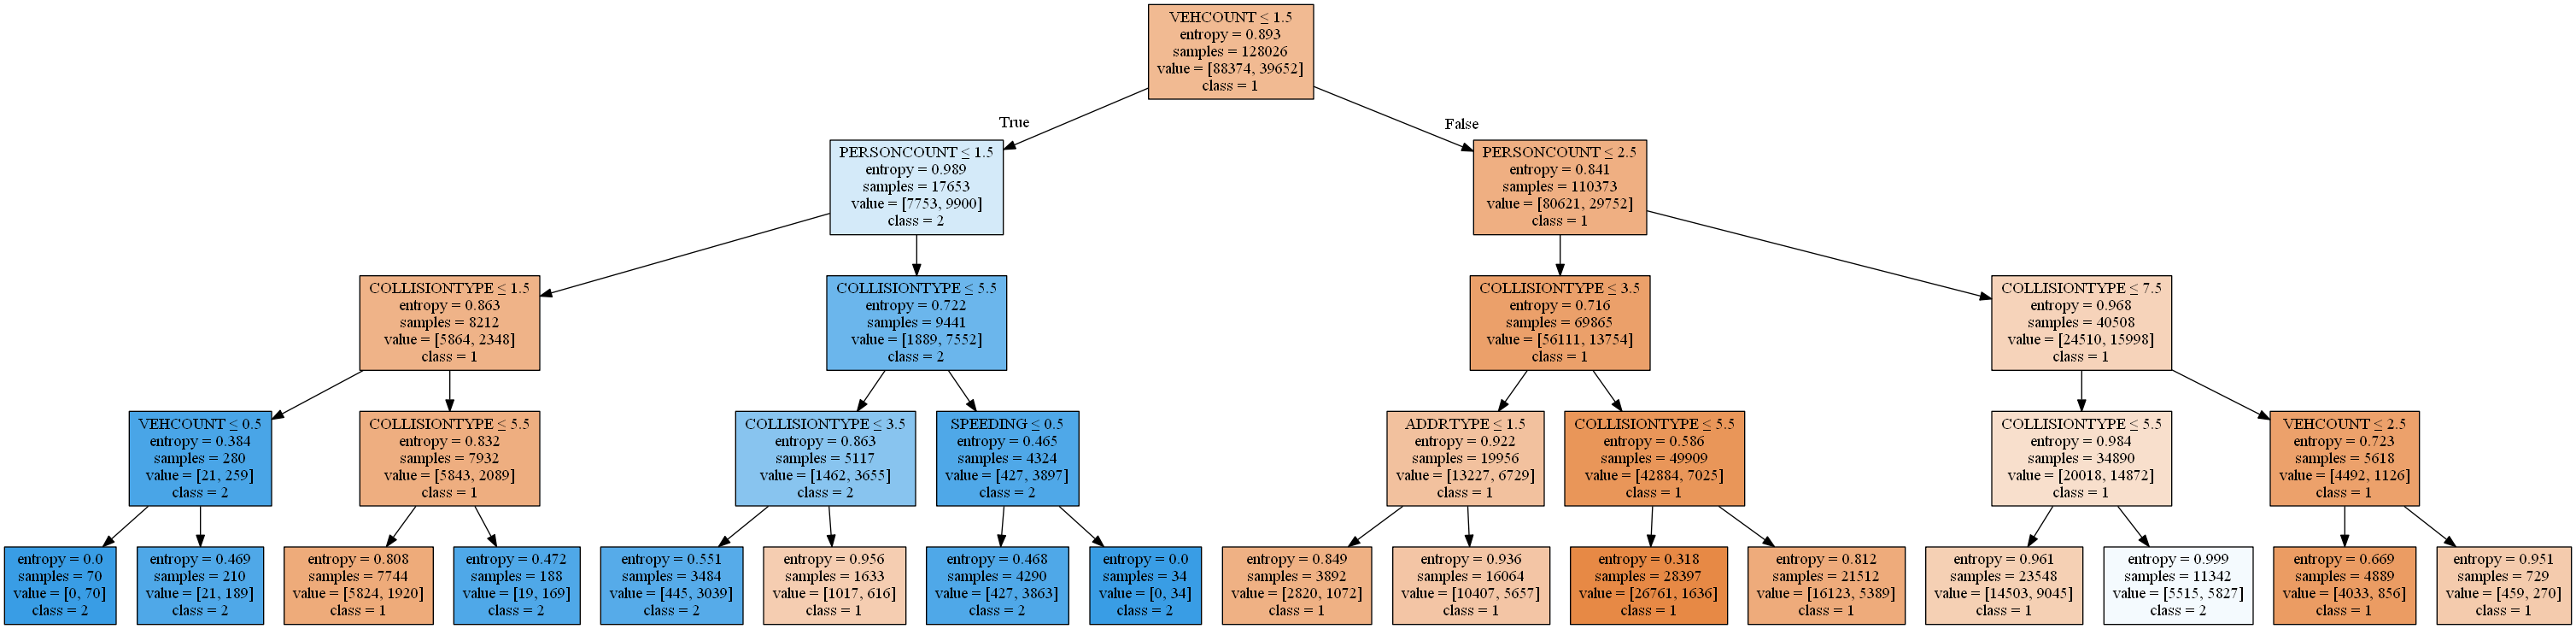 VEHCOUNT ≤ 1.5
entropy = 0.893
samples = 128026
value = [88374, 39652]
class = 1
True
False
PERSONCOUNT ≤ 1.5
entropy = 0.989
samples = 17653
value = [7753, 9900]
class = 2
PERSONCOUNT ≤ 2.5
entropy = 0.841
samples = 110373
value = [80621, 29752]
class = 1
COLLISIONTYPE ≤ 1.5
entropy = 0.863
samples = 8212
value = [5864, 2348]
class = 1
COLLISIONTYPE ≤ 5.5
entropy = 0.722
samples = 9441
value = [1889, 7552]
class = 2
COLLISIONTYPE ≤ 3.5
entropy = 0.716
samples = 69865
value = [56111, 13754]
class = 1
COLLISIONTYPE ≤ 7.5
entropy = 0.968
samples = 40508
value = [24510, 15998]
class = 1
VEHCOUNT ≤ 0.5
entropy = 0.384
samples = 280
value = [21, 259]
class = 2
COLLISIONTYPE ≤ 5.5
entropy = 0.832
samples = 7932
value = [5843, 2089]
class = 1
COLLISIONTYPE ≤ 3.5
entropy = 0.863
samples = 5117
value = [1462, 3655]
class = 2
SPEEDING ≤ 0.5
entropy = 0.465
samples = 4324
value = [427, 3897]
class = 2
ADDRTYPE ≤ 1.5
entropy = 0.922
samples = 19956
value = [13227, 6729]
class = 1
COLLISIONTYPE ≤ 5.5
entropy = 0.586
samples = 49909
value = [42884, 7025]
class = 1
COLLISIONTYPE ≤ 5.5
entropy = 0.984
samples = 34890
value = [20018, 14872]
class = 1
VEHCOUNT ≤ 2.5
entropy = 0.723
samples = 5618
value = [4492, 1126]
class = 1
entropy = 0.0
samples = 70
value = [0, 70]
class = 2
entropy = 0.469
samples = 210
value = [21, 189]
class = 2
entropy = 0.808
samples = 7744
value = [5824, 1920]
class = 1
entropy = 0.472
samples = 188
value = [19, 169]
class = 2
entropy = 0.551
samples = 3484
value = [445, 3039]
class = 2
entropy = 0.956
samples = 1633
value = [1017, 616]
class = 1
entropy = 0.468
samples = 4290
value = [427, 3863]
class = 2
entropy = 0.0
samples = 34
value = [0, 34]
class = 2
entropy = 0.849
samples = 3892
value = [2820, 1072]
class = 1
entropy = 0.936
samples = 16064
value = [10407, 5657]
class = 1
entropy = 0.318
samples = 28397
value = [26761, 1636]
class = 1
entropy = 0.812
samples = 21512
value = [16123, 5389]
class = 1
entropy = 0.961
samples = 23548
value = [14503, 9045]
class = 1
entropy = 0.999
samples = 11342
value = [5515, 5827]
class = 2
entropy = 0.669
samples = 4889
value = [4033, 856]
class = 1
entropy = 0.951
samples = 729
value = [459, 270]
class = 1